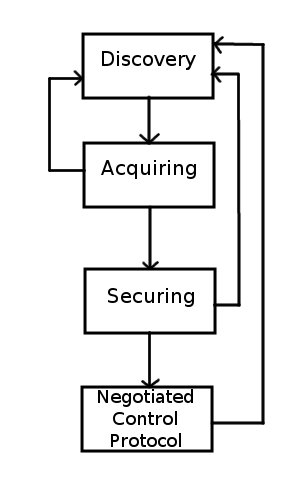 Discovery
Acquiring
Securing
Negotiated
Control
Protocol